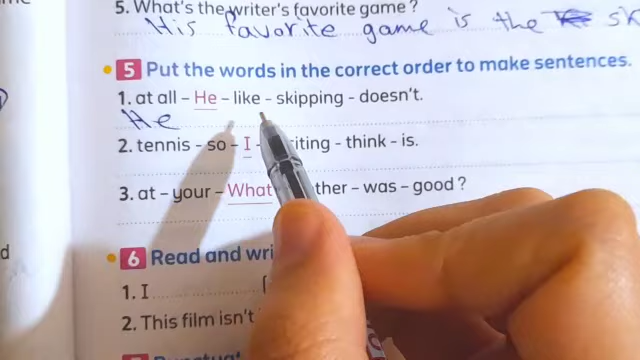 5. What's the writer's favorite game?
His favorite game is the sk
5 Put the words in the correct order to make sentences.
1. at all – He – like - skipping - doesn't.
He
2. tennis - so – I - iting - think - is.
3. at – your – What ther – was – good?
6 Read and wri
1. I
2. This film isn't